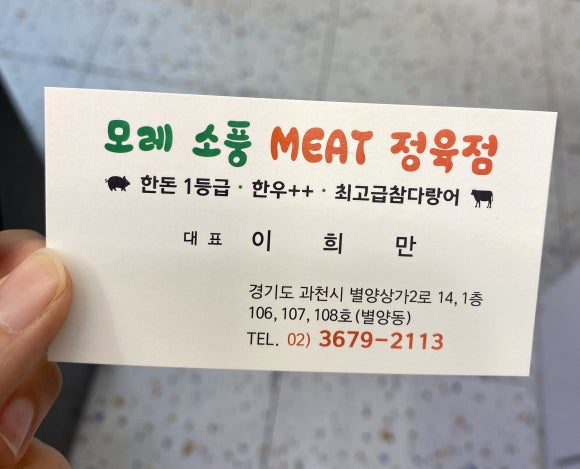 모레 소풍 MEAT 정육점
한돈 1등급 · 한우++ · 최고급참다랑어
대표 이 희 만
경기도 과천시 별양상가2로 14, 1층
106, 107, 108호(별양동)
TEL. 02) 3679-2113